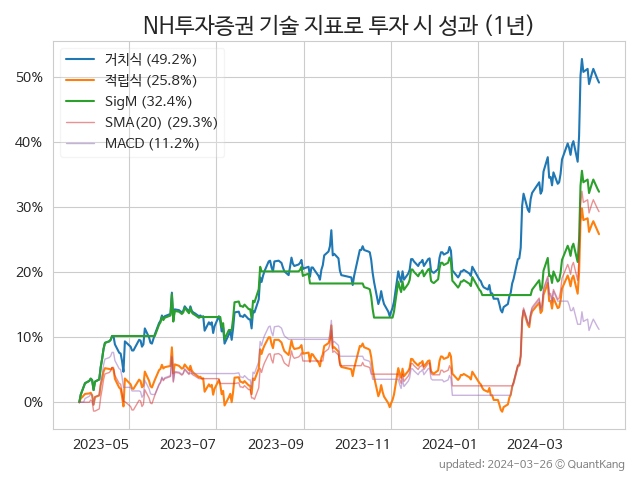 NH투자증권 기술 지표로 투자 시 성과 (1년)
거치식 (49.2%)
적립식 (25.8%)
SigM (32.4%)
SMA(20) (29.3%)
MACD (11.2%)
50%
40%
30%
20%
10%
0%
2023-05 2023-07 2023-09 2023-11 2024-01 2024-03
updated: 2024-03-26 © QuantKang